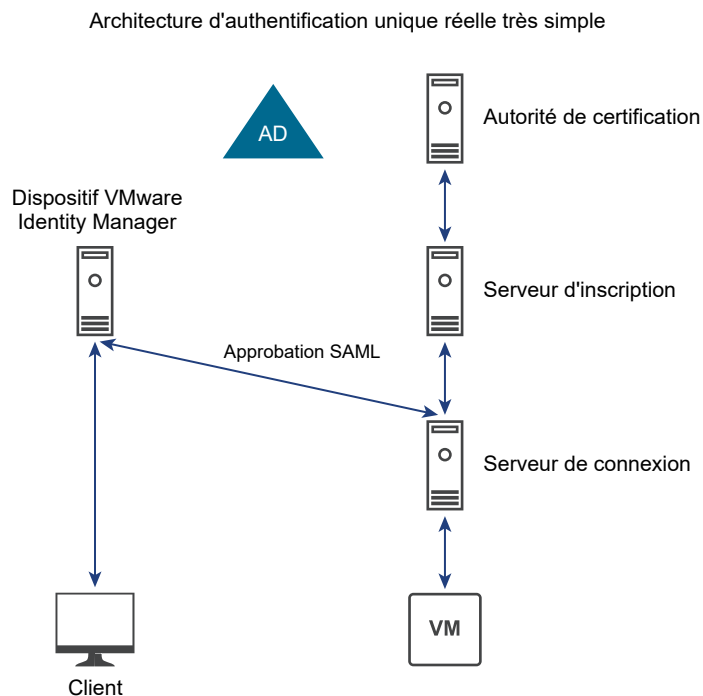 Architecture d'authentification unique réelle très simple
AD
Autorité de certification
Dispositif VMware
Identity Manager
Serveur d'inscription
Approbation SAML
Serveur de connexion
VM
Client